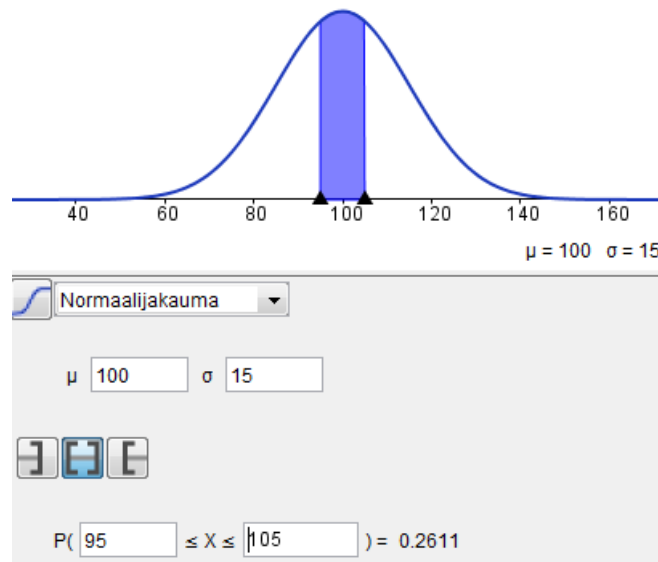 40 60 80 100 120 140 160
μ = 100 σ = 15
Normaalijakauma
μ 100 σ 15
P( 95 ≤ X ≤ 105 ) = 0.2611